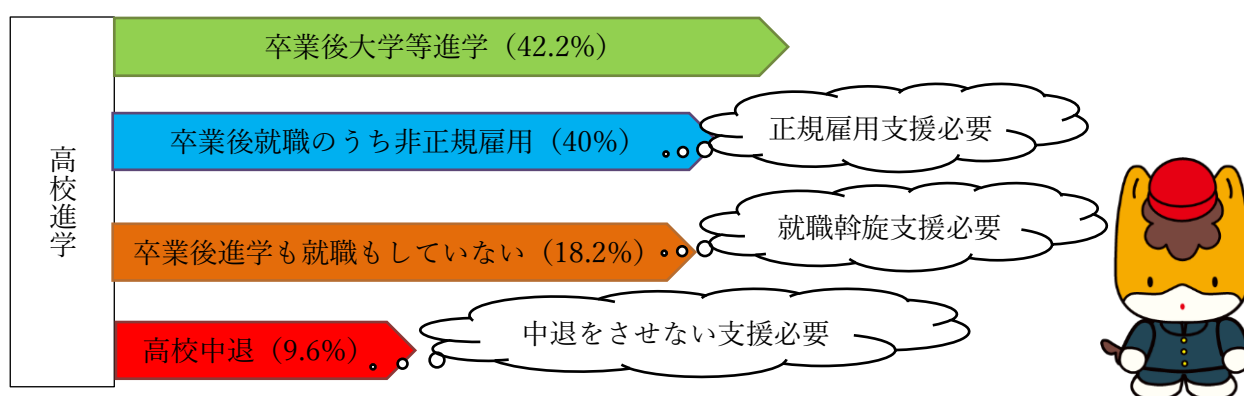 高校進学
卒業後大学等進学（42.2%）
卒業後就職のうち非正規雇用（40%）
正規雇用支援必要
卒業後進学も就職もしていない（18.2%）
就職斡旋支援必要
高校中退（9.6%）
中退をさせない支援必要